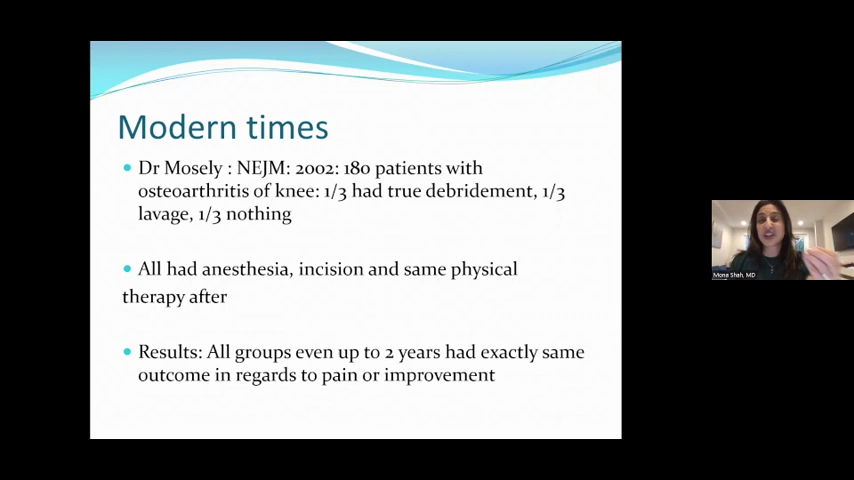 Modern times
Dr Mosely : NEJM: 2002: 180 patients with
osteoarthritis of knee: 1/3 had true debridement, 1/3
lavage, 1/3 nothing
All had anesthesia, incision and same physical
therapy after
Results: All groups even up to 2 years had exactly same
outcome in regards to pain or improvement
Mona Shah, MD